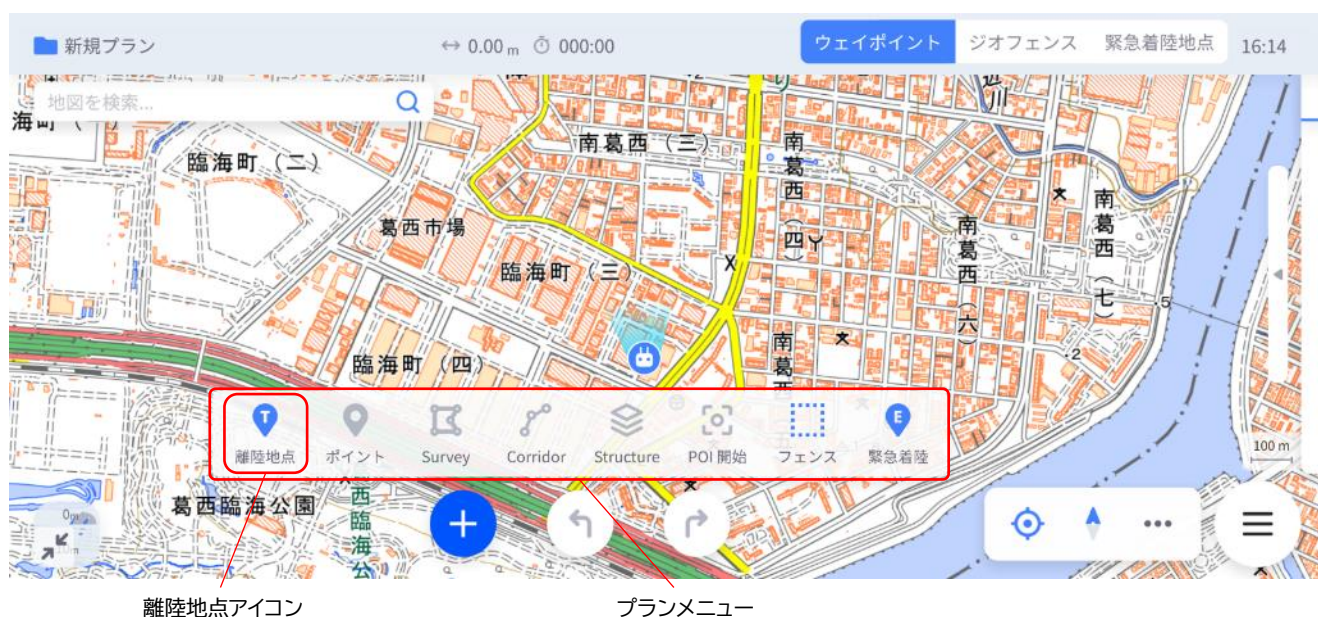 新規プラン
0.00 m
000:00
ウェイポイント
ジオフェンス
緊急着陸地点
16:14
地図を検索...
臨海町（二）
南葛西（三）
南葛西（四）
南葛西（六）
南葛西（七）
葛西市場
臨海町（三）
臨海町（四）
南葛西
.5
.2
T
離陸地点
ポイント
Survey
Corridor
Structure
POI 開始
フェンス
E
緊急着陸
100 m
葛西臨海公園
西臨海公
0m
離陸地点アイコン
プランメニュー